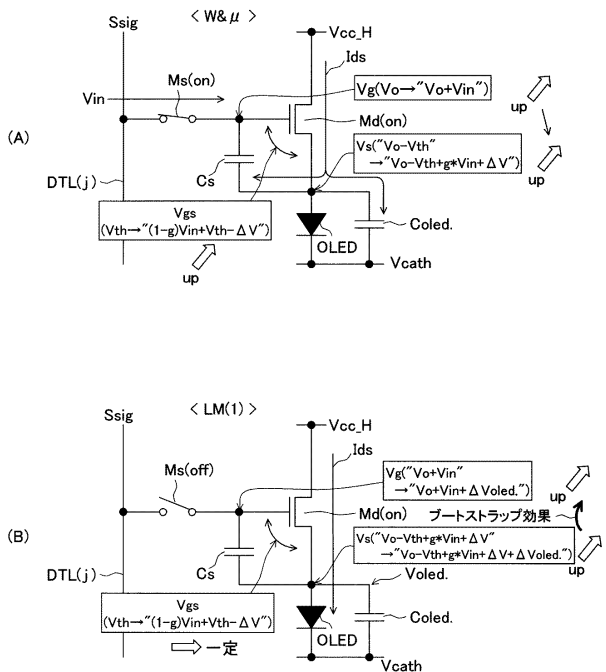 < W&μ >
Ssig
Vcc_H
Ids
Ms(on)
Vin
Vg(Vo→"Vo+Vin")
up
Md(on)
(A)
Vs("Vo-Vth"
→"Vo-Vth+g*Vin+ΔV")
up
Cs
DTL(j)
Vgs
(Vth→"(1-g)Vin+Vth-ΔV")
Coled.
OLED
up
Vcath
< LM(1) >
Ssig
Vcc_H
Ids
Ms(off)
Vg("Vo+Vin"
→"Vo+Vin+ΔVoled.")
up
Md(on)
ブートストラップ効果
(B)
Vs("Vo-Vth+g*Vin+ΔV"
→"Vo-Vth+g*Vin+ΔV+ΔVoled.")
up
Cs
DTL(j)
Voled.
Vgs
(Vth→"(1-g)Vin+Vth-ΔV")
Coled.
OLED
一定
Vcath